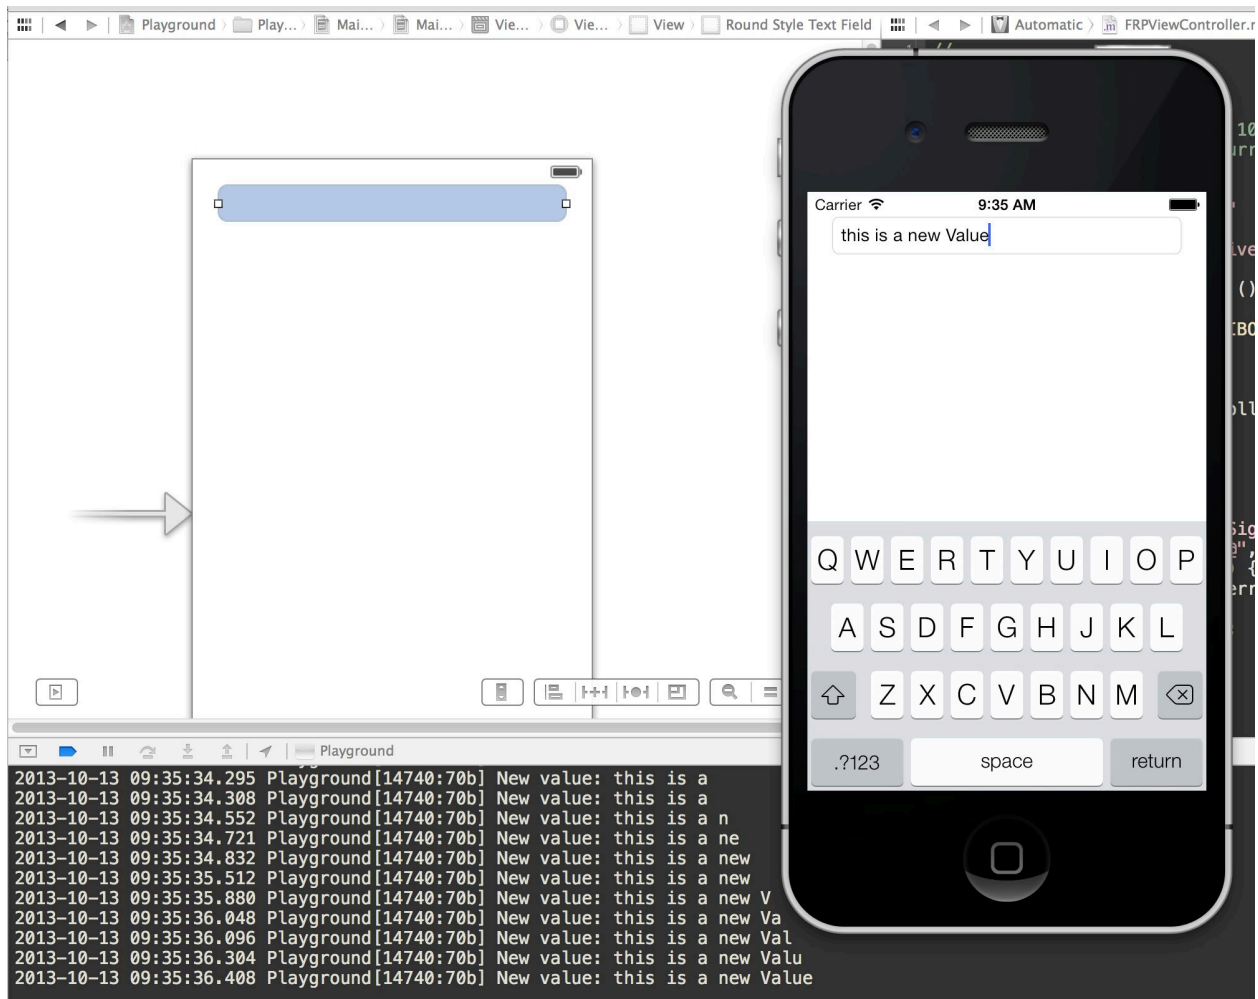 Playground Play... Mai... Mai... Vie... Vie... View Round Style Text Field
Automatic FRPViewController.
//
10
urr
Carrier 9:35 AM
this is a new Value
ive
()
IBO
oll
Sig
",
) {
err
Q W E R T Y U I O P
A S D F G H J K L
Z X C V B N M
.?123 space return
Playground
2013-10-13 09:35:34.295 Playground[14740:70b] New value: this is a
2013-10-13 09:35:34.308 Playground[14740:70b] New value: this is a
2013-10-13 09:35:34.552 Playground[14740:70b] New value: this is a n
2013-10-13 09:35:34.721 Playground[14740:70b] New value: this is a ne
2013-10-13 09:35:34.832 Playground[14740:70b] New value: this is a new
2013-10-13 09:35:35.512 Playground[14740:70b] New value: this is a new
2013-10-13 09:35:35.880 Playground[14740:70b] New value: this is a new V
2013-10-13 09:35:36.048 Playground[14740:70b] New value: this is a new Va
2013-10-13 09:35:36.096 Playground[14740:70b] New value: this is a new Val
2013-10-13 09:35:36.304 Playground[14740:70b] New value: this is a new Valu
2013-10-13 09:35:36.408 Playground[14740:70b] New value: this is a new Value